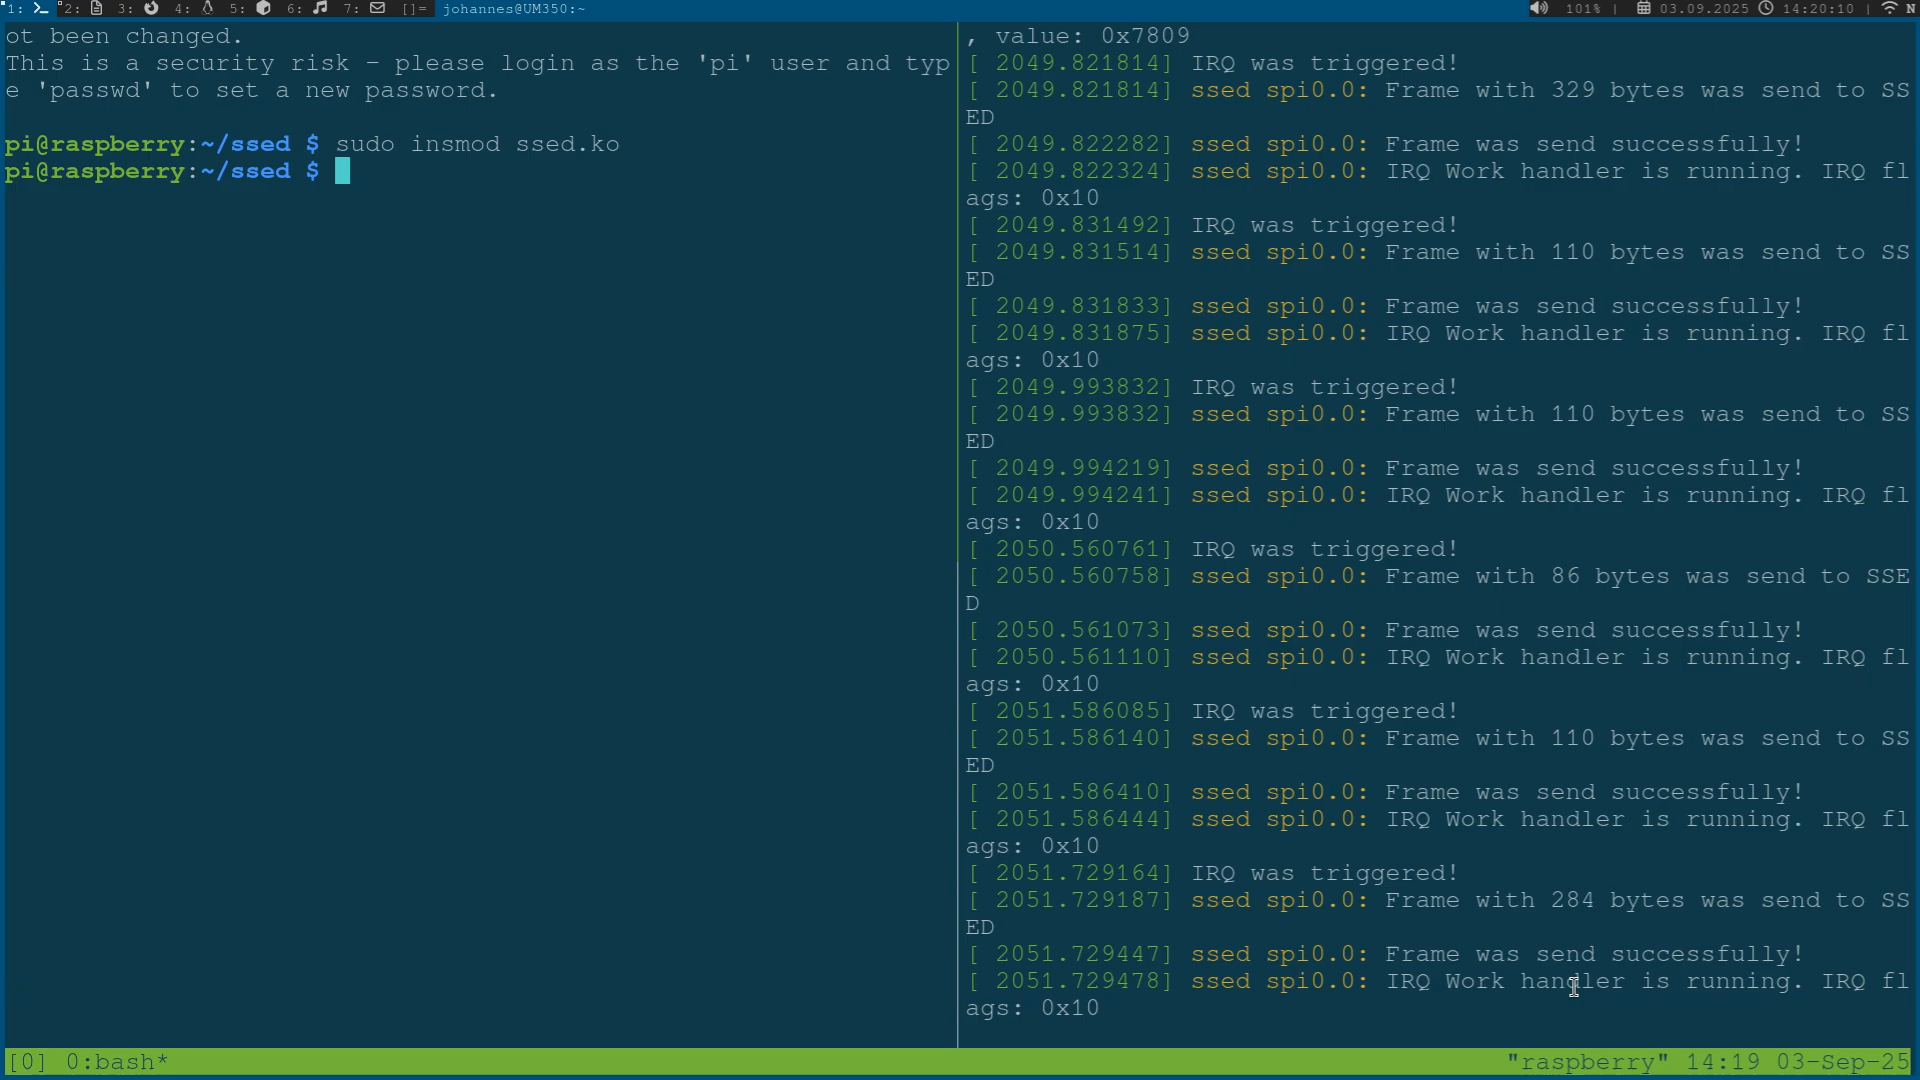 1: 2: 3: 4: 5: 6: 7: []= johannes@UM350:~ 101% | 03.09.2025 14:20:10 | N
ot been changed.
This is a security risk - please login as the 'pi' user and typ
e 'passwd' to set a new password.
pi@raspberry:~/ssed $ sudo insmod ssed.ko
pi@raspberry:~/ssed $
, value: 0x7809
[ 2049.821814] IRQ was triggered!
[ 2049.821814] ssed spi0.0: Frame with 329 bytes was send to SS
ED
[ 2049.822282] ssed spi0.0: Frame was send successfully!
[ 2049.822324] ssed spi0.0: IRQ Work handler is running. IRQ fl
ags: 0x10
[ 2049.831492] IRQ was triggered!
[ 2049.831514] ssed spi0.0: Frame with 110 bytes was send to SS
ED
[ 2049.831833] ssed spi0.0: Frame was send successfully!
[ 2049.831875] ssed spi0.0: IRQ Work handler is running. IRQ fl
ags: 0x10
[ 2049.993832] IRQ was triggered!
[ 2049.993832] ssed spi0.0: Frame with 110 bytes was send to SS
ED
[ 2049.994219] ssed spi0.0: Frame was send successfully!
[ 2049.994241] ssed spi0.0: IRQ Work handler is running. IRQ fl
ags: 0x10
[ 2050.560761] IRQ was triggered!
[ 2050.560758] ssed spi0.0: Frame with 86 bytes was send to SSE
D
[ 2050.561073] ssed spi0.0: Frame was send successfully!
[ 2050.561110] ssed spi0.0: IRQ Work handler is running. IRQ fl
ags: 0x10
[ 2051.586085] IRQ was triggered!
[ 2051.586140] ssed spi0.0: Frame with 110 bytes was send to SS
ED
[ 2051.586410] ssed spi0.0: Frame was send successfully!
[ 2051.586444] ssed spi0.0: IRQ Work handler is running. IRQ fl
ags: 0x10
[ 2051.729164] IRQ was triggered!
[ 2051.729187] ssed spi0.0: Frame with 284 bytes was send to SS
ED
[ 2051.729447] ssed spi0.0: Frame was send successfully!
[ 2051.729478] ssed spi0.0: IRQ Work handler is running. IRQ fl
ags: 0x10
[0] 0:bash* "raspberry" 14:19 03-Sep-25